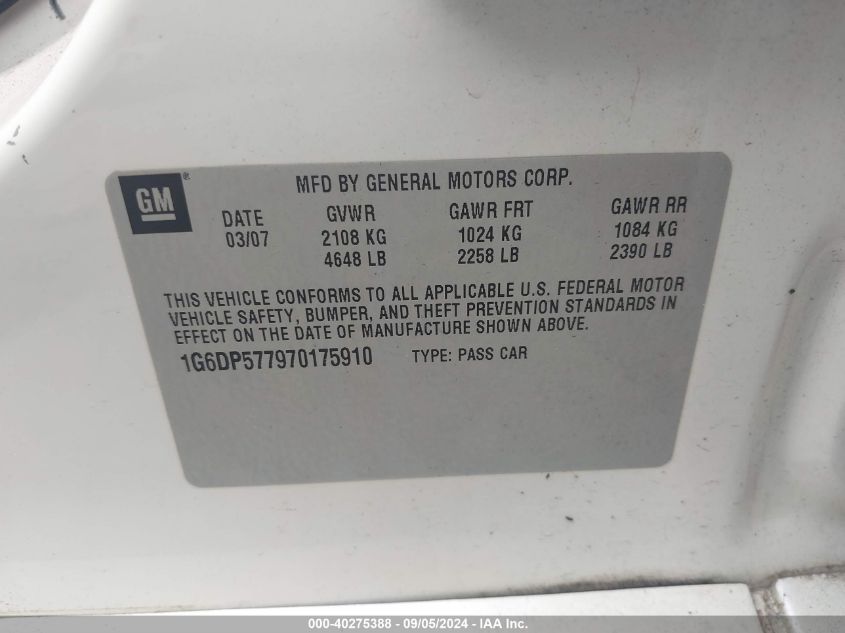 GM ®
MFD BY GENERAL MOTORS CORP.
DATE GVWR GAWR FRT GAWR RR
03/07 2108 KG 1024 KG 1084 KG
4648 LB 2258 LB 2390 LB
THIS VEHICLE CONFORMS TO ALL APPLICABLE U.S. FEDERAL MOTOR
VEHICLE SAFETY, BUMPER, AND THEFT PREVENTION STANDARDS IN
EFFECT ON THE DATE OF MANUFACTURE SHOWN ABOVE.
1G6DP577970175910 TYPE: PASS CAR
000-40275388 - 09/05/2024 - IAA Inc.